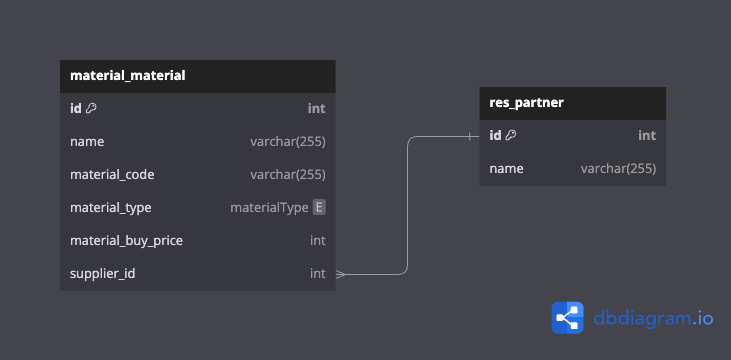 material_material
id int
name varchar(255)
material_code varchar(255)
material_type materialType E
material_buy_price int
supplier_id int
res_partner
id int
name varchar(255)
dbdiagram.io